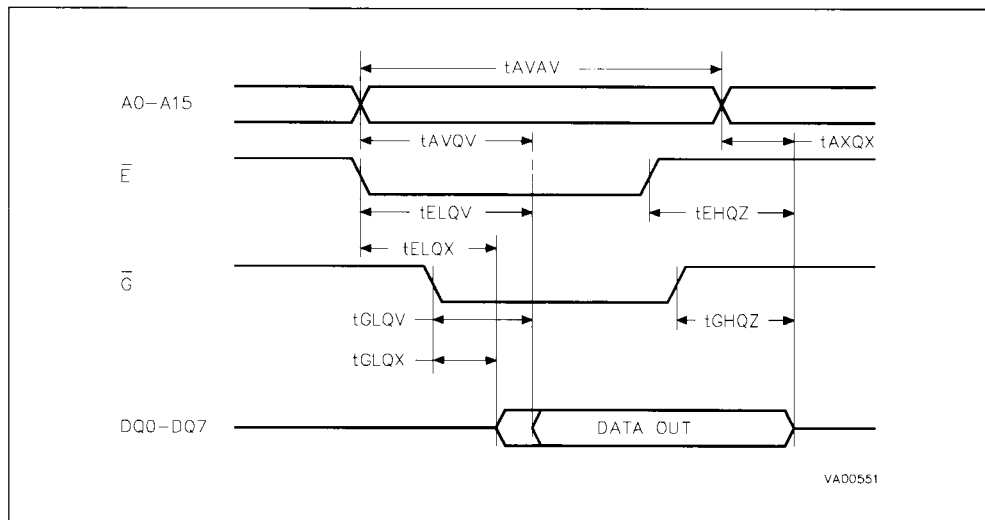 tAVAV
A0-A15
tAVQV
tAXQX
E
tELQV
tEHQZ
tELQX
G
tGLQV
tGHQZ
tGLQX
DQ0-DQ7
DATA OUT
VA00551